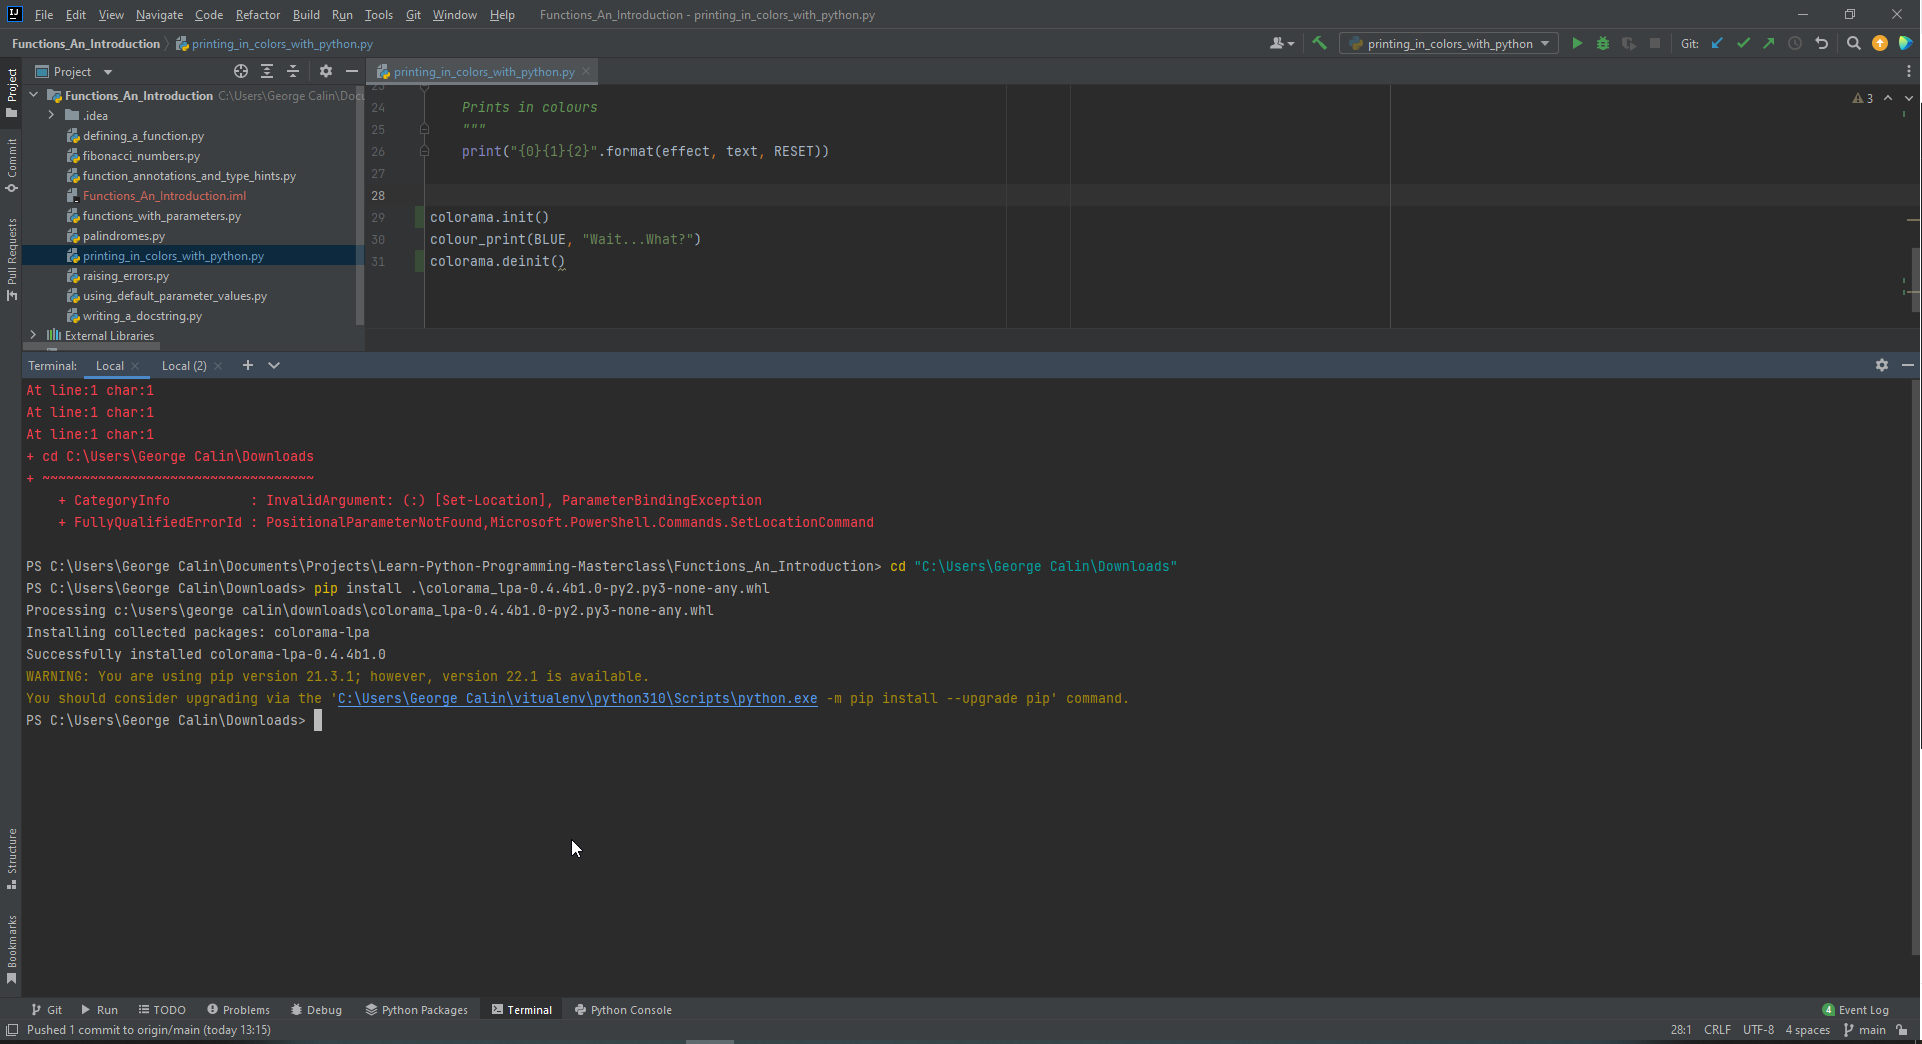 File Edit View Navigate Code Refactor Build Run Tools Git Window Help Functions_An_Introduction - printing_in_colors_with_python.py
Functions_An_Introduction printing_in_colors_with_python.py
printing_in_colors_with_python
Git:
Project
printing_in_colors_with_python.py
Functions_An_Introduction C:\Users\George Calin\Docu
.idea
defining_a_function.py
fibonacci_numbers.py
function_annotations_and_type_hints.py
Functions_An_Introduction.iml
functions_with_parameters.py
palindromes.py
printing_in_colors_with_python.py
raising_errors.py
using_default_parameter_values.py
writing_a_docstring.py
External Libraries
Project
Commit
Pull Requests
Structure
Bookmarks
3
23
24 Prints in colours
25 """
26 print("{0}{1}{2}".format(effect, text, RESET))
27
28
29 colorama.init()
30 colour_print(BLUE, "Wait...What?")
31 colorama.deinit()
Terminal: Local Local (2)
At line:1 char:1
At line:1 char:1
At line:1 char:1
+ cd C:\Users\George Calin\Downloads
+ ~~~~~~~~~~~~~~~~~~~~~~~~~~~~~~~~~~
+ CategoryInfo : InvalidArgument: (:) [Set-Location], ParameterBindingException
+ FullyQualifiedErrorId : PositionalParameterNotFound,Microsoft.PowerShell.Commands.SetLocationCommand
PS C:\Users\George Calin\Documents\Projects\Learn-Python-Programming-Masterclass\Functions_An_Introduction> cd "C:\Users\George Calin\Downloads"
PS C:\Users\George Calin\Downloads> pip install .\colorama_lpa-0.4.4b1.0-py2.py3-none-any.whl
Processing c:\users\george calin\downloads\colorama_lpa-0.4.4b1.0-py2.py3-none-any.whl
Installing collected packages: colorama-lpa
Successfully installed colorama-lpa-0.4.4b1.0
WARNING: You are using pip version 21.3.1; however, version 22.1 is available.
You should consider upgrading via the 'C:\Users\George Calin\vitualenv\python310\Scripts\python.exe -m pip install --upgrade pip' command.
PS C:\Users\George Calin\Downloads>
Git Run TODO Problems Debug Python Packages Terminal Python Console 4 Event Log
Pushed 1 commit to origin/main (today 13:15) 28:1 CRLF UTF-8 4 spaces main